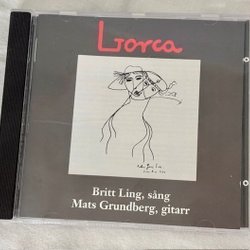 Lorca
Britt Ling, sång
Mats Grundberg, gitarr